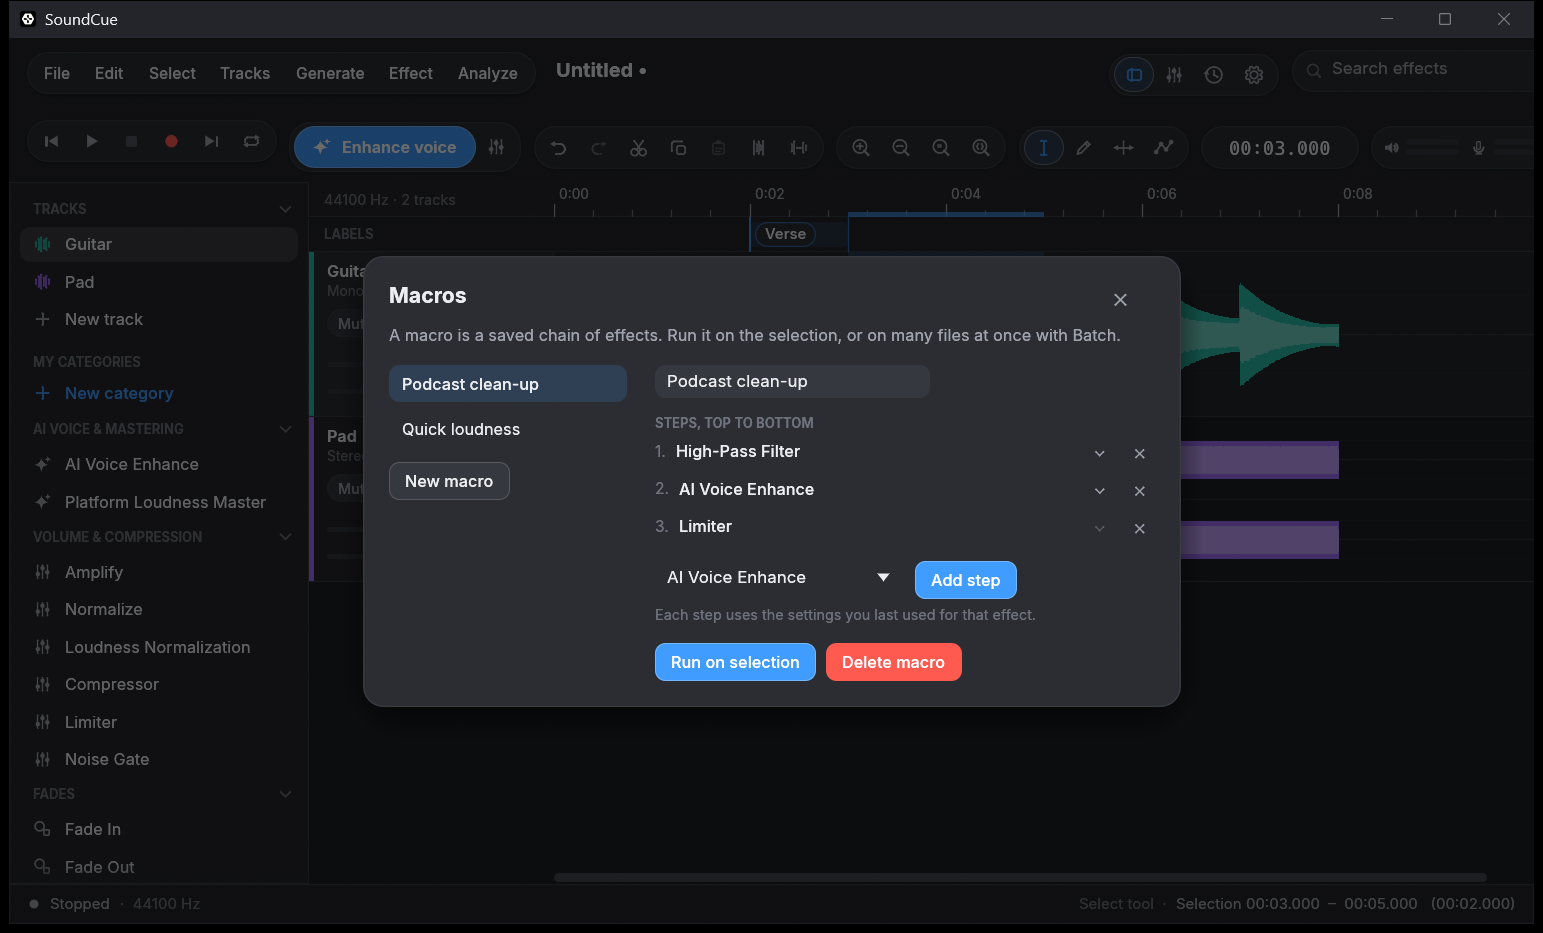 SoundCue
File Edit Select Tracks Generate Effect Analyze
Untitled •
Search effects
Enhance voice
00:03.000
TRACKS
Guitar
Pad
New track
MY CATEGORIES
New category
AI VOICE & MASTERING
AI Voice Enhance
Platform Loudness Master
VOLUME & COMPRESSION
Amplify
Normalize
Loudness Normalization
Compressor
Limiter
Noise Gate
FADES
Fade In
Fade Out
44100 Hz · 2 tracks
0:00 0:02 0:04 0:06 0:08
LABELS
Verse
Guita
Mono
Mut
Pad
Stere
Mut
Macros
A macro is a saved chain of effects. Run it on the selection, or on many files at once with Batch.
Podcast clean-up
Quick loudness
New macro
Podcast clean-up
STEPS, TOP TO BOTTOM
1. High-Pass Filter
2. AI Voice Enhance
3. Limiter
AI Voice Enhance
Add step
Each step uses the settings you last used for that effect.
Run on selection
Delete macro
Stopped · 44100 Hz
Select tool · Selection 00:03.000 – 00:05.000 (00:02.000)